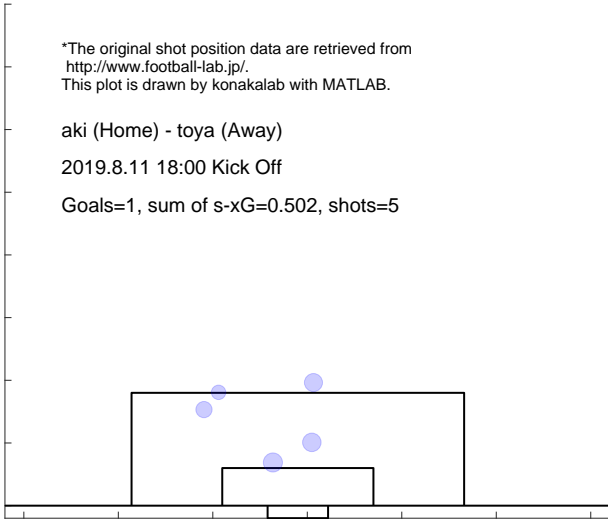 *The original shot position data are retrieved from
http://www.football-lab.jp/.
This plot is drawn by konakalab with MATLAB.
aki (Home) - toya (Away)
2019.8.11 18:00 Kick Off
Goals=1, sum of s-xG=0.502, shots=5